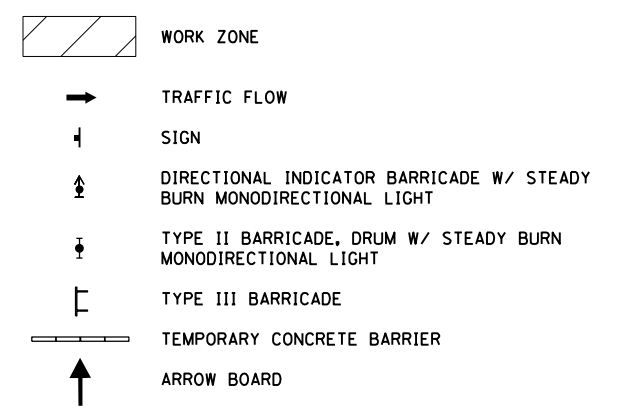 WORK ZONE
TRAFFIC FLOW
SIGN
DIRECTIONAL INDICATOR BARRICADE W/ STEADY
BURN MONODIRECTIONAL LIGHT
TYPE II BARRICADE, DRUM W/ STEADY BURN
MONODIRECTIONAL LIGHT
TYPE III BARRICADE
TEMPORARY CONCRETE BARRIER
ARROW BOARD